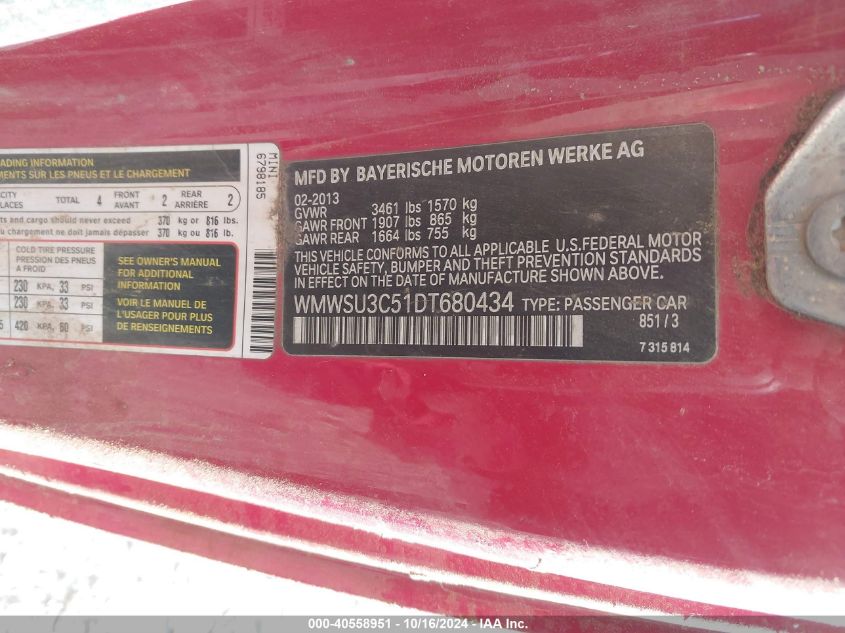 ADING INFORMATION
MENTS SUR LES PNEUS ET LE CHARGEMENT
CITY TOTAL 4 FRONT 2 REAR 2
PLACES AVANT ARRIÈRE
ts and cargo should never exceed 370 kg or 816 lbs.
u chargement ne doit jamais dépasser 370 kg ou 816 lb.
COLD TIRE PRESSURE
PRESSION DES PNEUS
A FROID
230 KPA, 33 PSI
230 KPA, 33 PSI
5 420 KPA, 60 PSI
SEE OWNER'S MANUAL
FOR ADDITIONAL
INFORMATION
VOIR LE MANUEL DE
L'USAGER POUR PLUS
DE RENSEIGNEMENTS
MINI
6798185
MFD BY BAYERISCHE MOTOREN WERKE AG
02-2013
GVWR 3461 lbs 1570 kg
GAWR FRONT 1907 lbs 865 kg
GAWR REAR 1664 lbs 755 kg
THIS VEHICLE CONFORMS TO ALL APPLICABLE U.S.FEDERAL MOTOR
VEHICLE SAFETY, BUMPER, AND THEFT PREVENTION STANDARDS
IN EFFECT ON THE DATE OF MANUFACTURE SHOWN ABOVE.
WMWSU3C51DT680434 TYPE: PASSENGER CAR
851/3
7 315 814
000-40558951 - 10/16/2024 - IAA Inc.